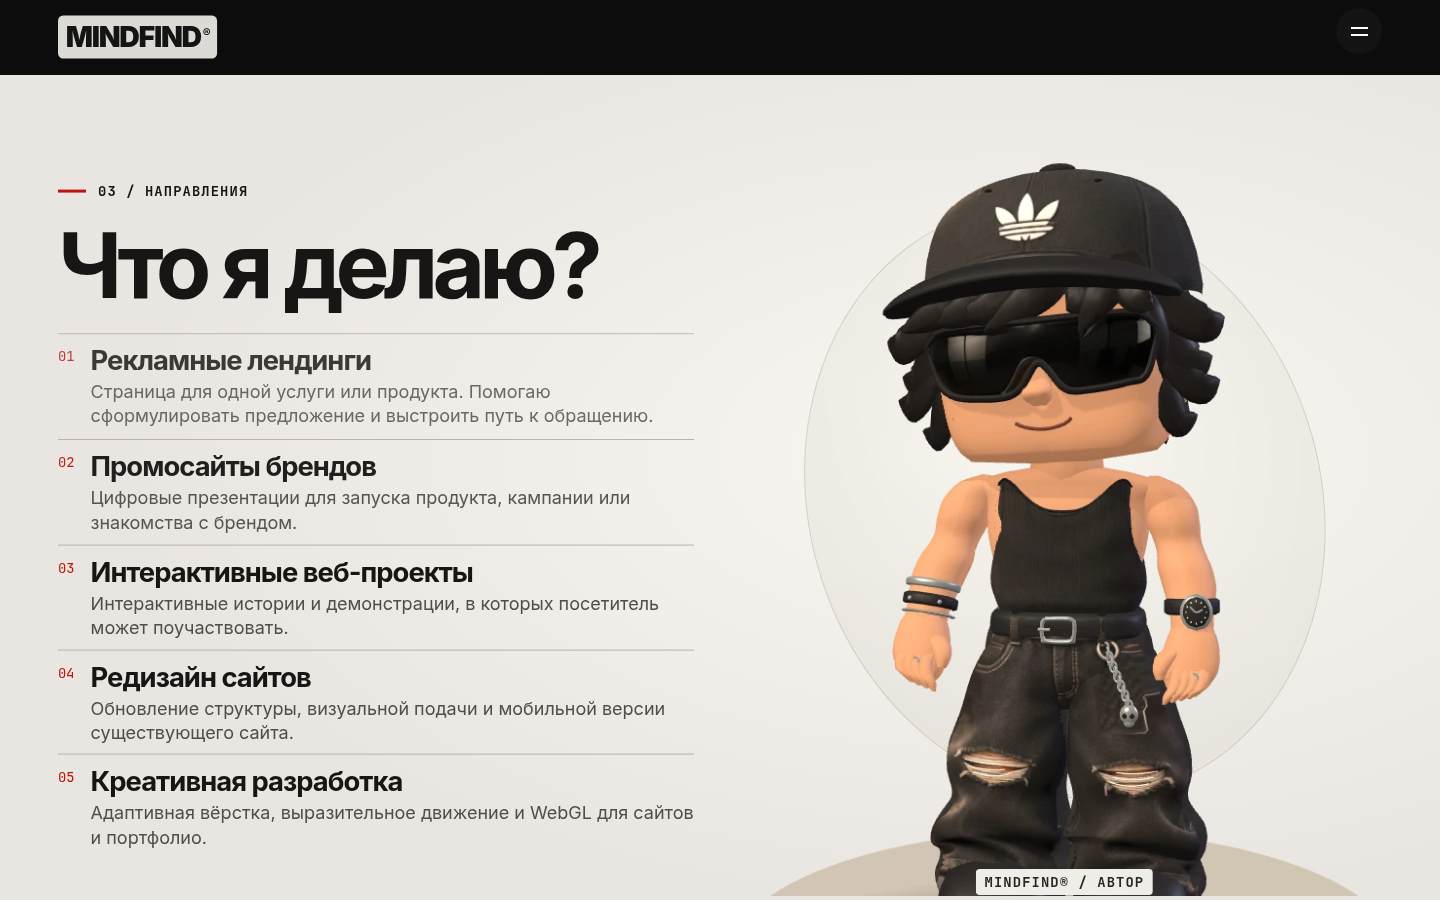 MINDFIND®
03 / НАПРАВЛЕНИЯ
Что я делаю?
01 Рекламные лендинги
Страница для одной услуги или продукта. Помогаю
сформулировать предложение и выстроить путь к обращению.
02 Промосайты брендов
Цифровые презентации для запуска продукта, кампании или
знакомства с брендом.
03 Интерактивные веб-проекты
Интерактивные истории и демонстрации, в которых посетитель
может поучаствовать.
04 Редизайн сайтов
Обновление структуры, визуальной подачи и мобильной версии
существующего сайта.
05 Креативная разработка
Адаптивная вёрстка, выразительное движение и WebGL для сайтов
и портфолио.
MINDFIND® / АВТОР